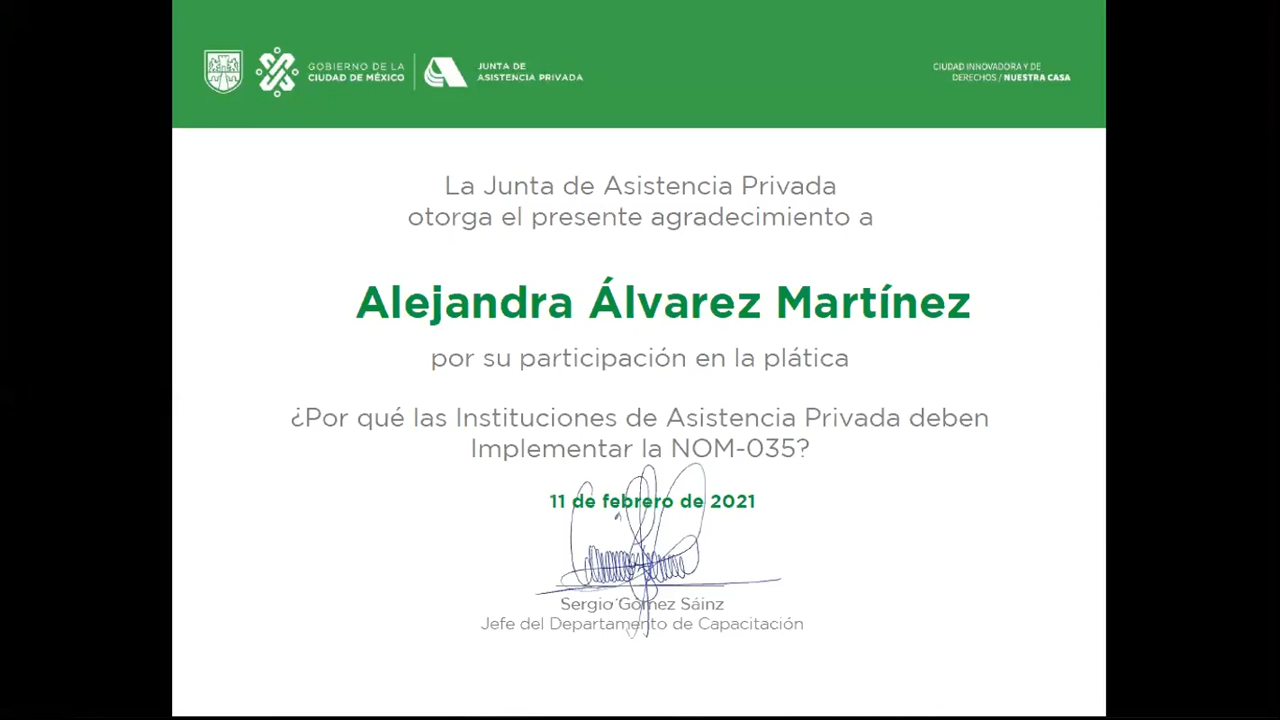 GOBIERNO DE LA
CIUDAD DE MÉXICO
JUNTA DE
ASISTENCIA PRIVADA
CIUDAD INNOVADORA Y DE
DERECHOS / NUESTRA CASA
La Junta de Asistencia Privada
otorga el presente agradecimiento a
Alejandra Álvarez Martínez
por su participación en la plática
¿Por qué las Instituciones de Asistencia Privada deben
Implementar la NOM-035?
11 de febrero de 2021
Sergio Gómez Sáinz
Jefe del Departamento de Capacitación